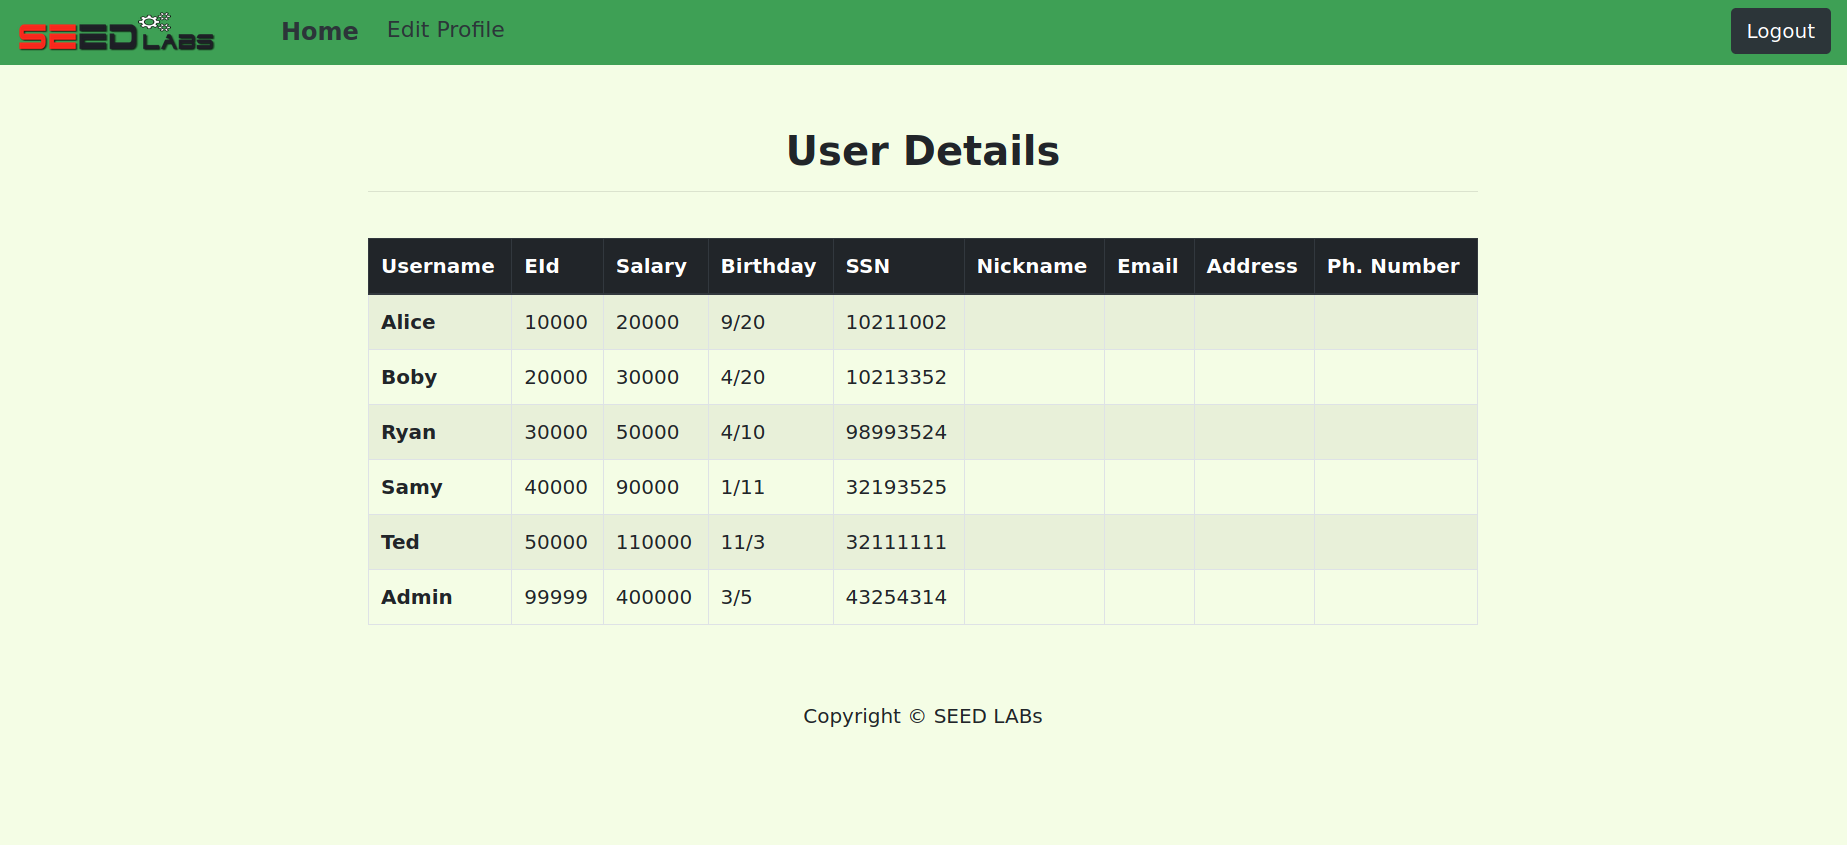 SEED LABS Home Edit Profile Logout
User Details
Username EId Salary Birthday SSN Nickname Email Address Ph. Number
Alice 10000 20000 9/20 10211002
Boby 20000 30000 4/20 10213352
Ryan 30000 50000 4/10 98993524
Samy 40000 90000 1/11 32193525
Ted 50000 110000 11/3 32111111
Admin 99999 400000 3/5 43254314
Copyright © SEED LABs